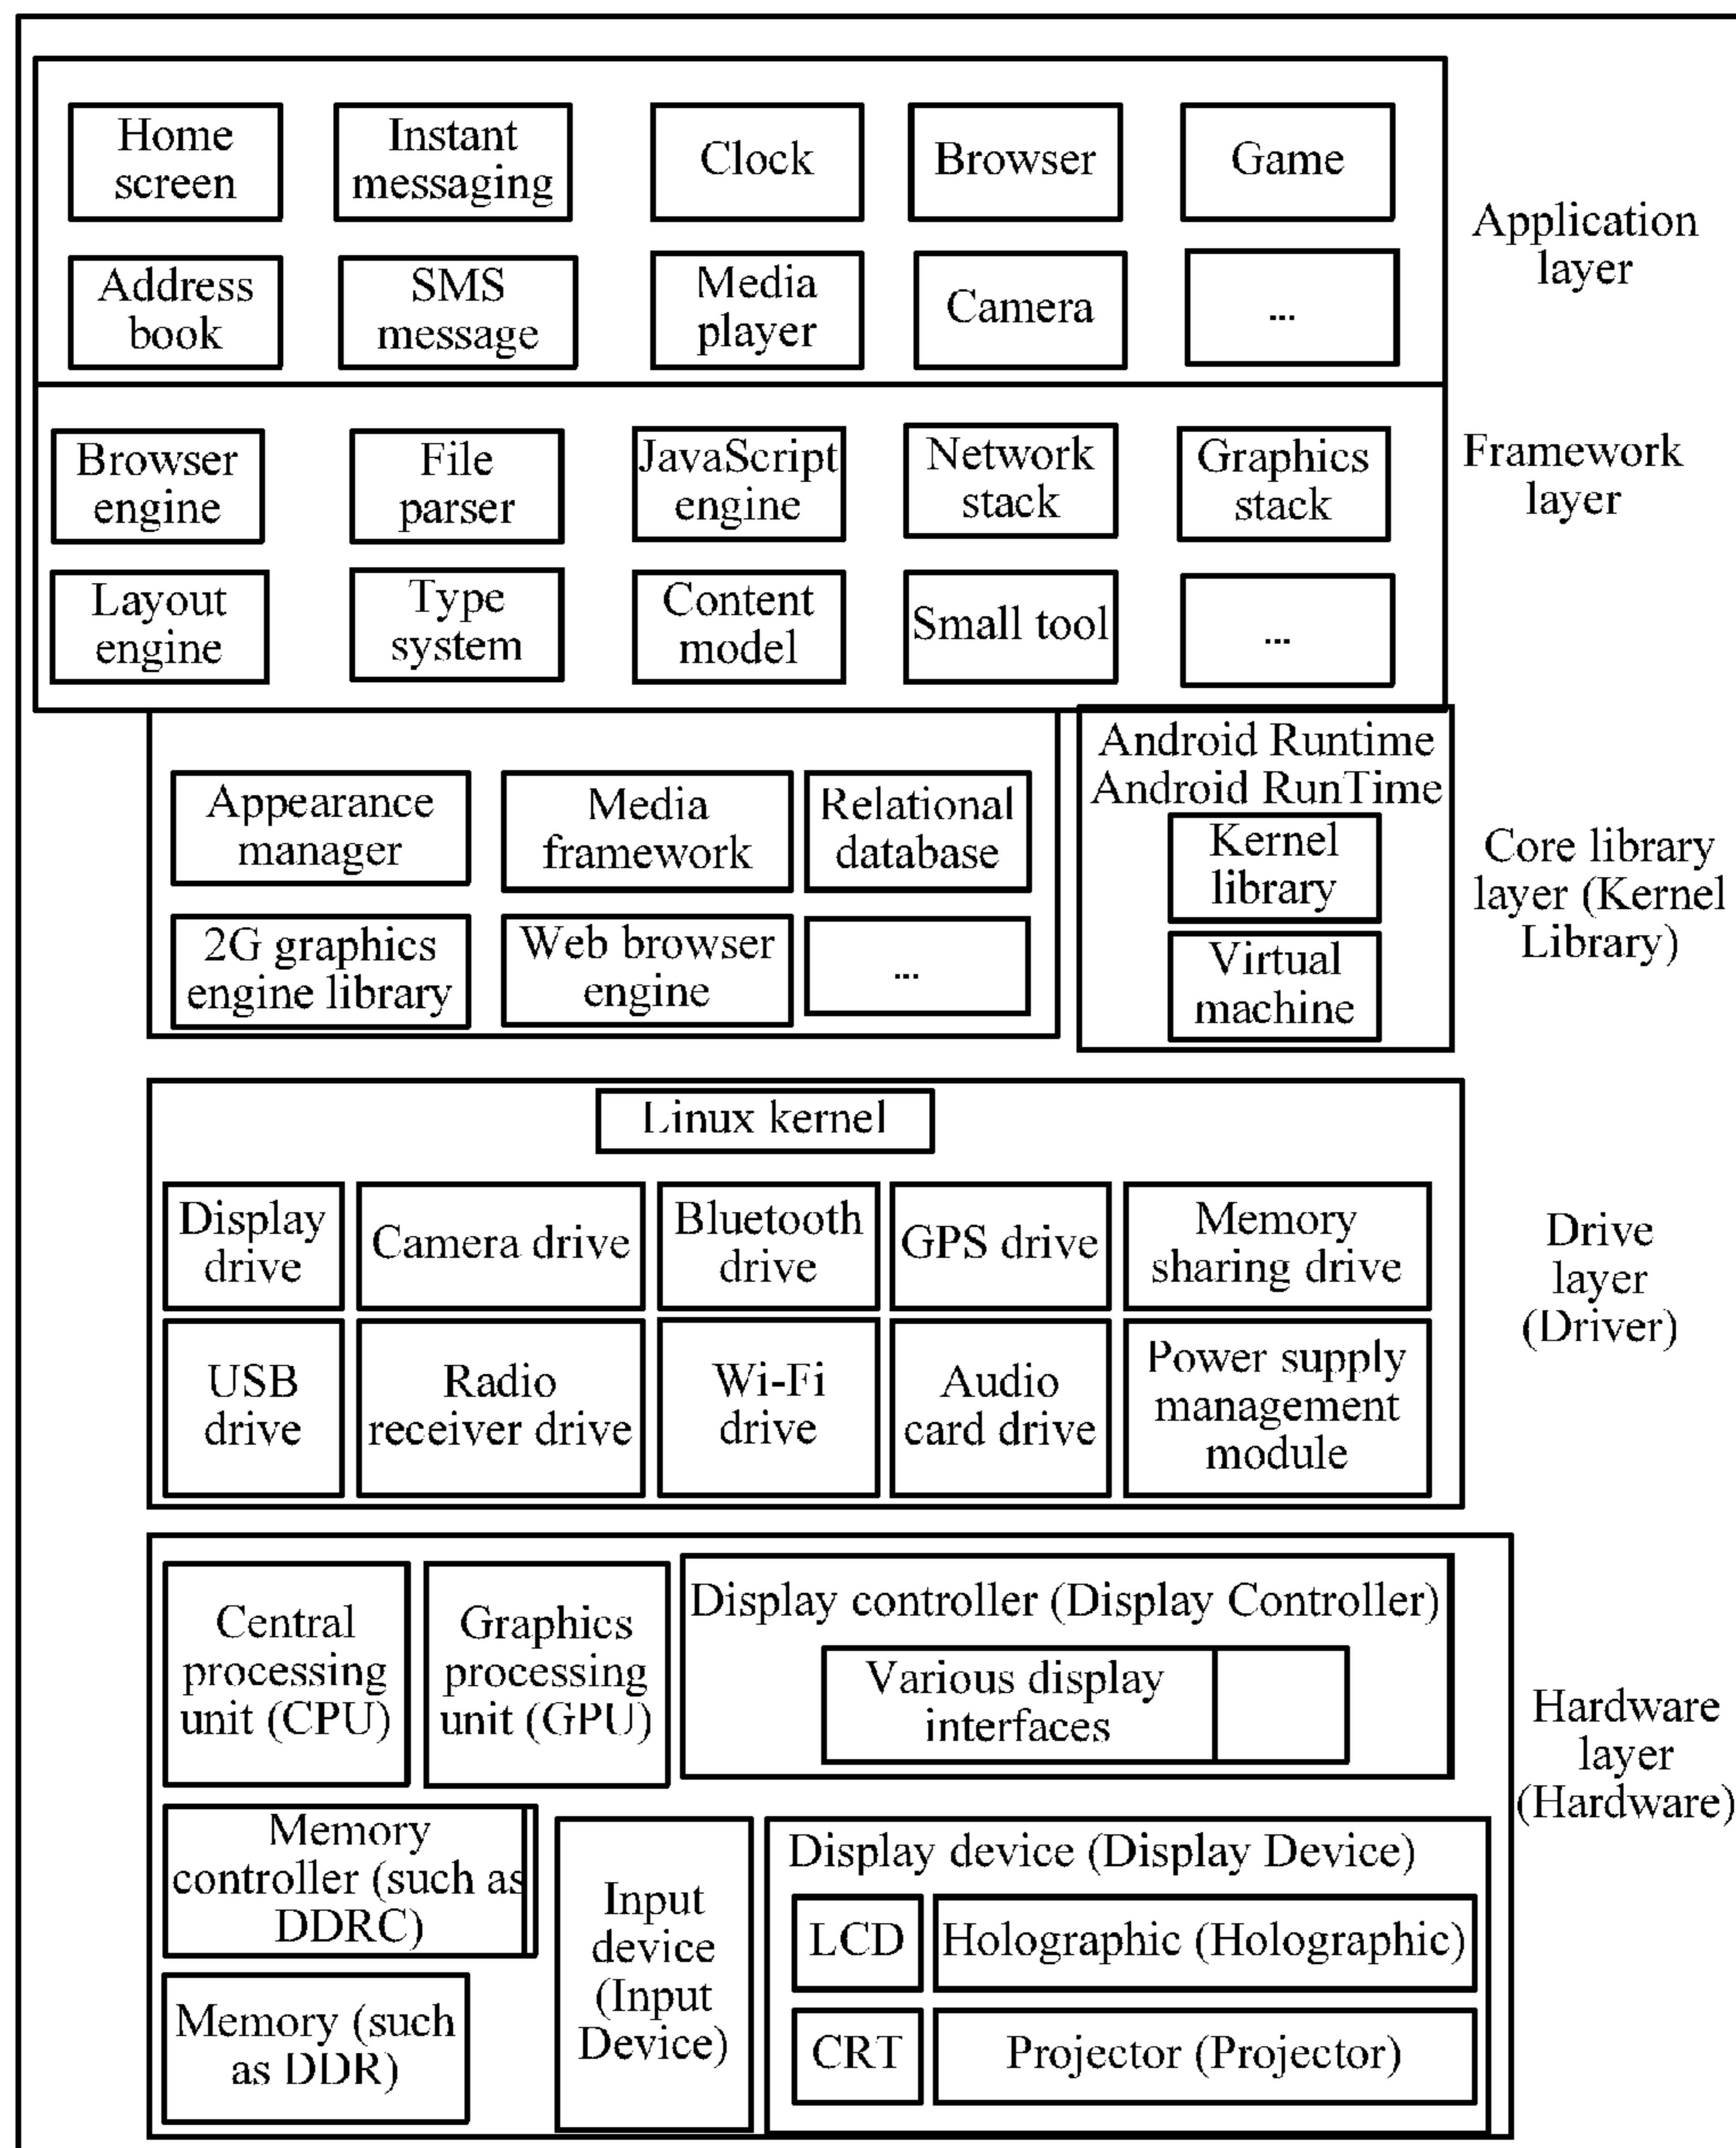 Home
screen
Instant
messaging
Clock
Browser
Game
Address
book
SMS
message
Media
player
Camera
...
Application
layer
Browser
engine
File
parser
JavaScript
engine
Network
stack
Graphics
stack
Layout
engine
Type
system
Content
model
Small tool
...
Framework
layer
Appearance
manager
Media
framework
Relational
database
2G graphics
engine library
Web browser
engine
...
Android Runtime
Android RunTime
Kernel
library
Virtual
machine
Core library
layer (Kernel
Library)
Linux kernel
Display
drive
Camera drive
Bluetooth
drive
GPS drive
Memory
sharing drive
USB
drive
Radio
receiver drive
Wi-Fi
drive
Audio
card drive
Power supply
management
module
Drive
layer
(Driver)
Central
processing
unit (CPU)
Graphics
processing
unit (GPU)
Display controller (Display Controller)
Various display
interfaces
Memory
controller (such as
DDRC)
Memory (such
as DDR)
Input
device
(Input
Device)
Display device (Display Device)
LCD
Holographic (Holographic)
CRT
Projector (Projector)
Hardware
layer
(Hardware)